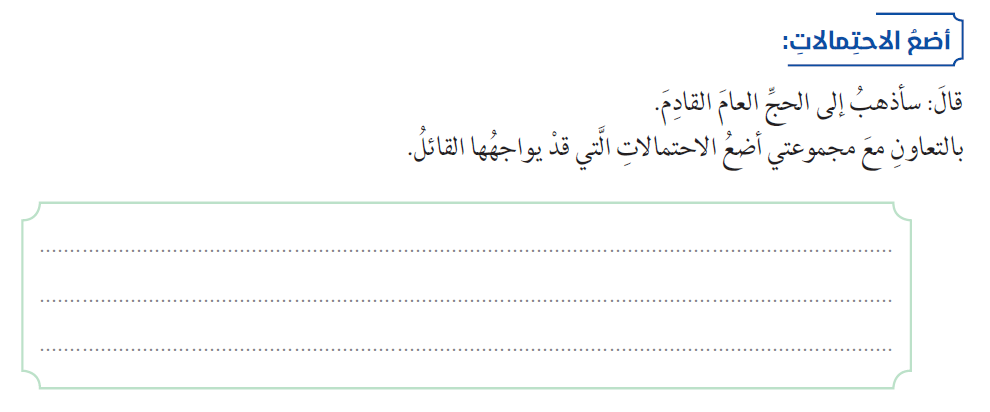 أضعُ الاحتِمالاتِ:
قالَ: سأذهبُ إلى الحجِّ العامَ القادِمَ.
بالتعاونِ معَ مجموعتي أضعُ الاحتمالاتِ الَّتي قدْ يواجهُها القائلُ.